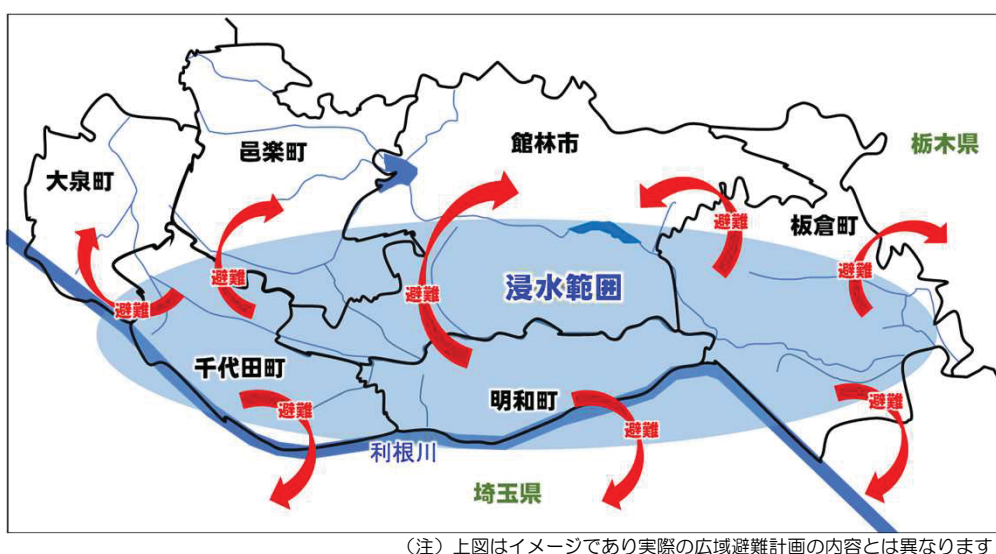 栃木県
館林市
邑楽町
大泉町
板倉町
避難
避難
避難
避難
避難
避難
浸水範囲
千代田町
明和町
避難
避難
避難
利根川
埼玉県
（注）上図はイメージであり実際の広域避難計画の内容とは異なります